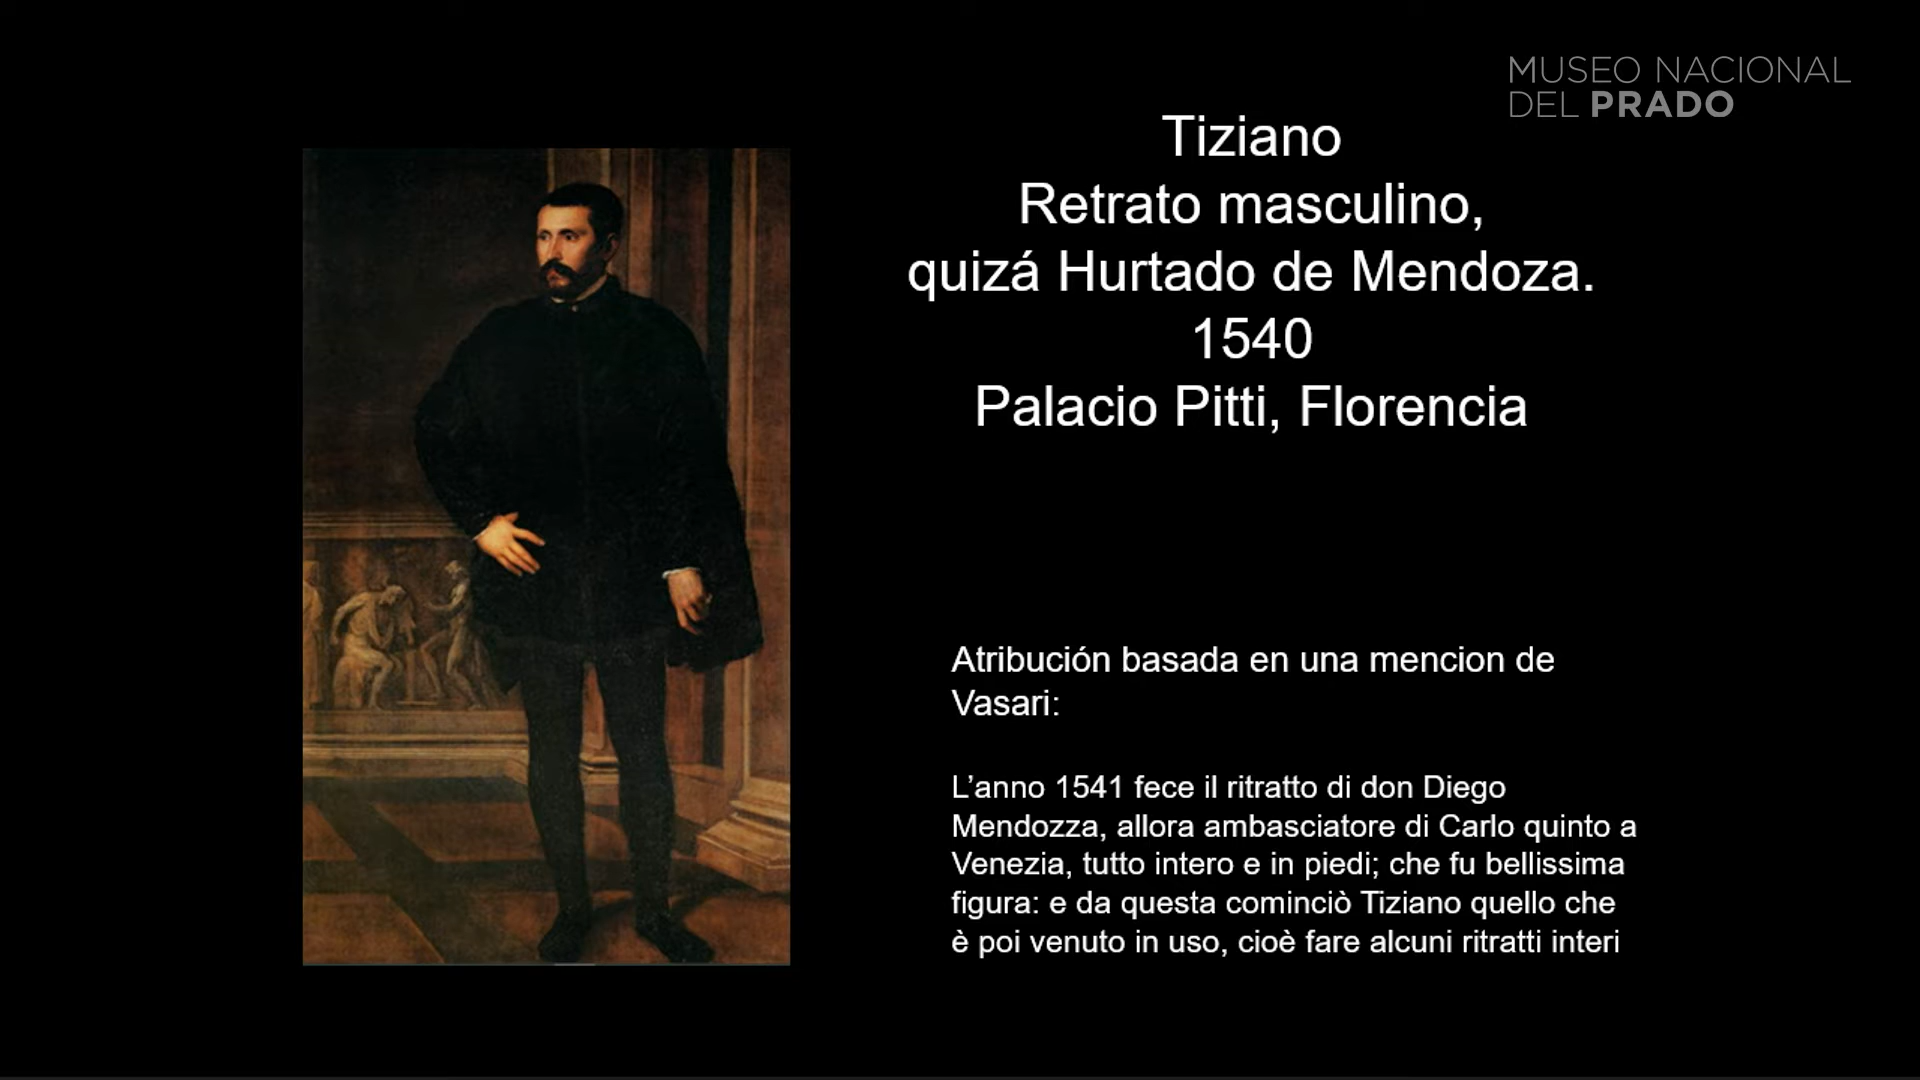 MUSEO NACIONAL
DEL PRADO
Tiziano
Retrato masculino,
quizá Hurtado de Mendoza.
1540
Palacio Pitti, Florencia
Atribución basada en una mencion de
Vasari:
L’anno 1541 fece il ritratto di don Diego
Mendozza, allora ambasciatore di Carlo quinto a
Venezia, tutto intero e in piedi; che fu bellissima
figura: e da questa cominciò Tiziano quello che
è poi venuto in uso, cioè fare alcuni ritratti interi